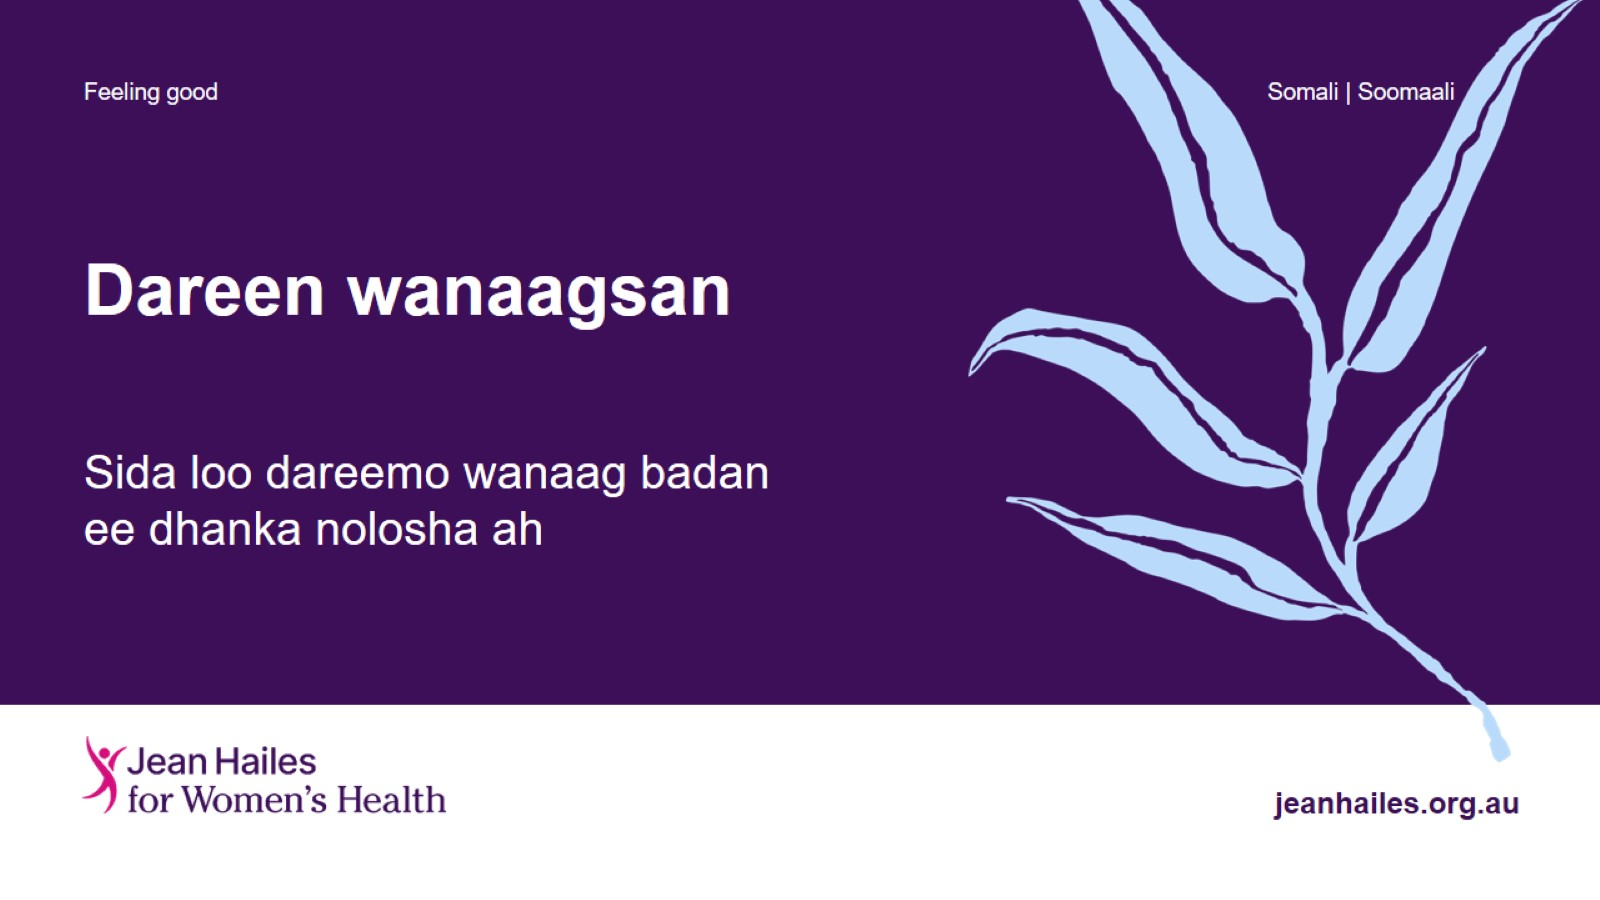 Feeling good
Somali | Soomaali
Dareen wanaagsan
Sida loo dareemo wanaag badan
ee dhanka nolosha ah
Jean Hailes
for Women's Health
jeanhailes.org.au